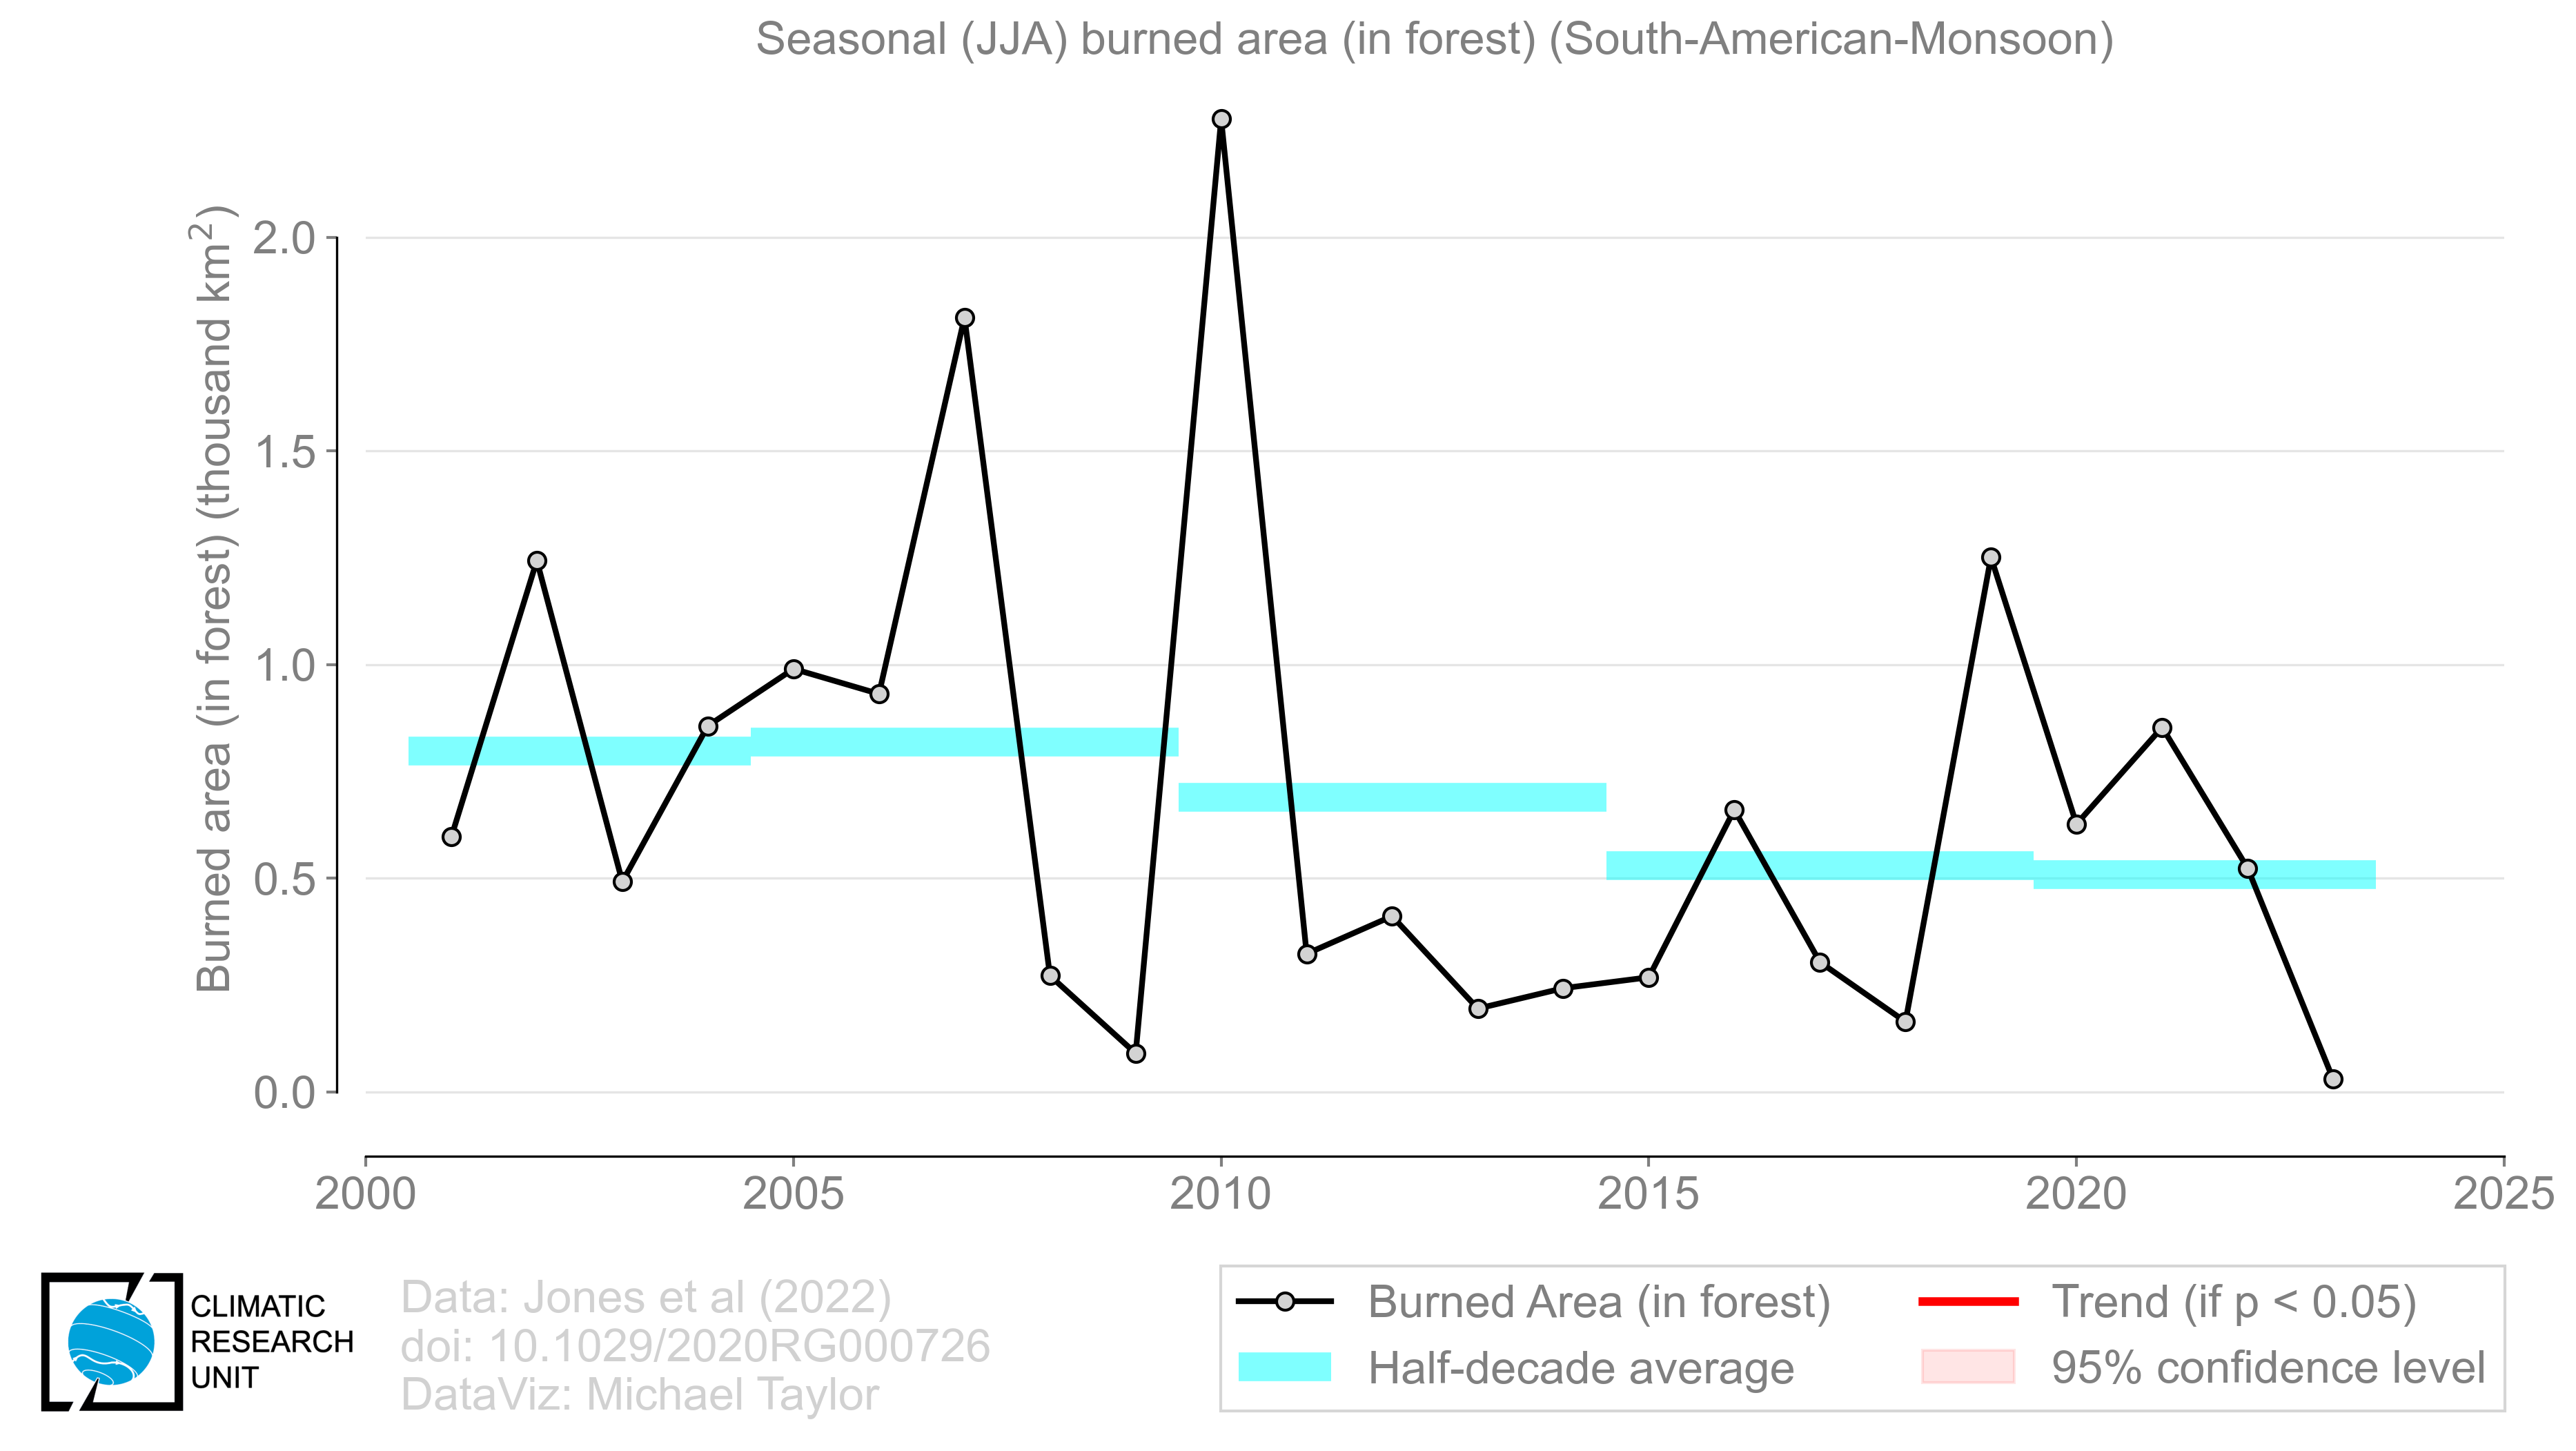 Seasonal (JJA) burned area (in forest) (South-American-Monsoon)
Burned area (in forest) (thousand km²)
2.0
1.5
1.0
0.5
0.0
2000 2005 2010 2015 2020 2025
CLIMATIC
RESEARCH
UNIT
Data: Jones et al (2022)
doi: 10.1029/2020RG000726
DataViz: Michael Taylor
Burned Area (in forest)
Half-decade average
Trend (if p < 0.05)
95% confidence level